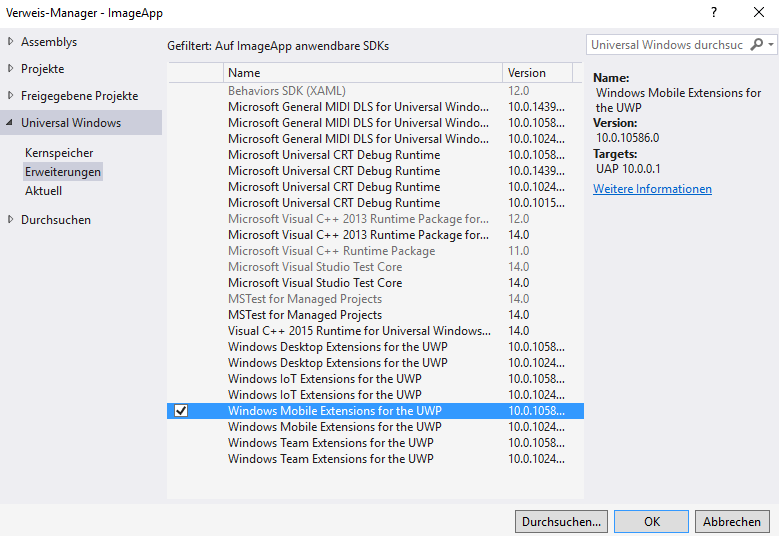 Verweis-Manager - ImageApp
Assemblys
Projekte
Freigegebene Projekte
Universal Windows
Kernspeicher
Erweiterungen
Aktuell
Durchsuchen
Gefiltert: Auf ImageApp anwendbare SDKs
Name Version
Behaviors SDK (XAML) 12.0
Microsoft General MIDI DLS for Universal Windo... 10.0.1439...
Microsoft General MIDI DLS for Universal Windo... 10.0.1058...
Microsoft General MIDI DLS for Universal Windo... 10.0.1024...
Microsoft Universal CRT Debug Runtime 10.0.1058...
Microsoft Universal CRT Debug Runtime 10.0.1439...
Microsoft Universal CRT Debug Runtime 10.0.1024...
Microsoft Universal CRT Debug Runtime 10.0.1015...
Microsoft Visual C++ 2013 Runtime Package for... 12.0
Microsoft Visual C++ 2013 Runtime Package for... 14.0
Microsoft Visual C++ Runtime Package 11.0
Microsoft Visual Studio Test Core 14.0
Microsoft Visual Studio Test Core 14.0
MSTest for Managed Projects 14.0
MSTest for Managed Projects 14.0
Visual C++ 2015 Runtime for Universal Windows... 14.0
Windows Desktop Extensions for the UWP 10.0.1058...
Windows Desktop Extensions for the UWP 10.0.1024...
Windows IoT Extensions for the UWP 10.0.1058...
Windows IoT Extensions for the UWP 10.0.1024...
Windows Mobile Extensions for the UWP 10.0.1058...
Windows Mobile Extensions for the UWP 10.0.1024...
Windows Team Extensions for the UWP 10.0.1058...
Windows Team Extensions for the UWP 10.0.1024...
Universal Windows durchsuc
Name:
Windows Mobile Extensions for
the UWP
Version:
10.0.10586.0
Targets:
UAP 10.0.0.1
Weitere Informationen
Durchsuchen... OK Abbrechen